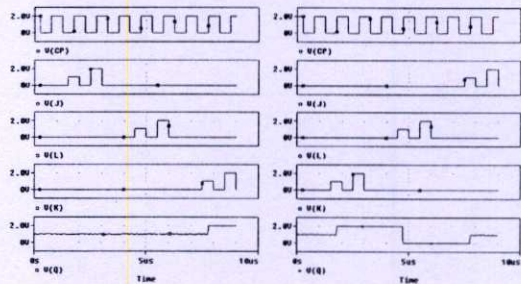 2.0V
0V
V(CP)
2.0V
0V
V(J)
2.0V
0V
V(L)
2.0V
0V
V(K)
2.0V
0V
0s 5us 10us
V(Q)
Time
2.0V
0V
V(CP)
2.0V
0V
V(J)
2.0V
0V
V(L)
2.0V
0V
V(K)
2.0V
0V
0s 5us 10us
V(Q)
Time